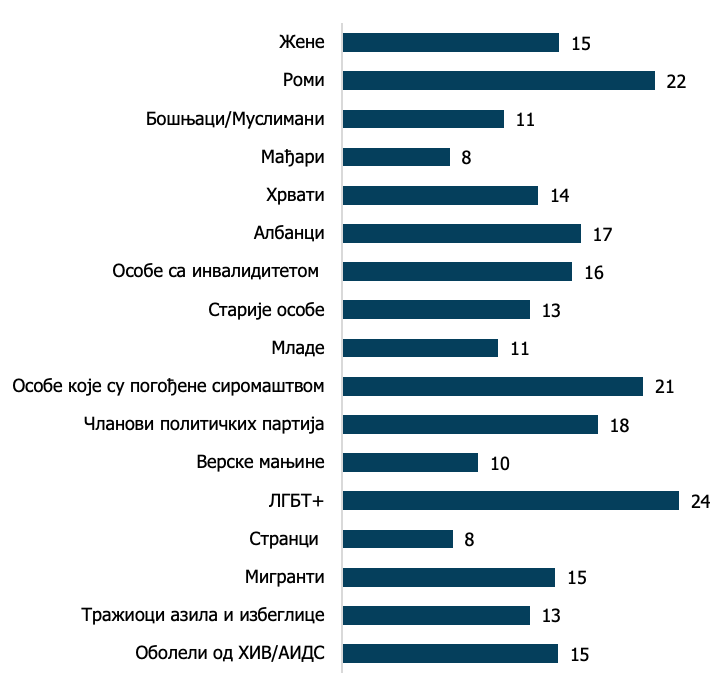 Жене 15
Роми 22
Бошњаци/Муслимани 11
Мађари 8
Хрвати 14
Албанци 17
Особе са инвалидитетом 16
Старије особе 13
Младе 11
Особе које су погођене сиромаштвом 21
Чланови политичких партија 18
Верске мањине 10
ЛГБТ+ 24
Странци 8
Мигранти 15
Тражиоци азила и избеглице 13
Оболели од ХИВ/АИДС 15